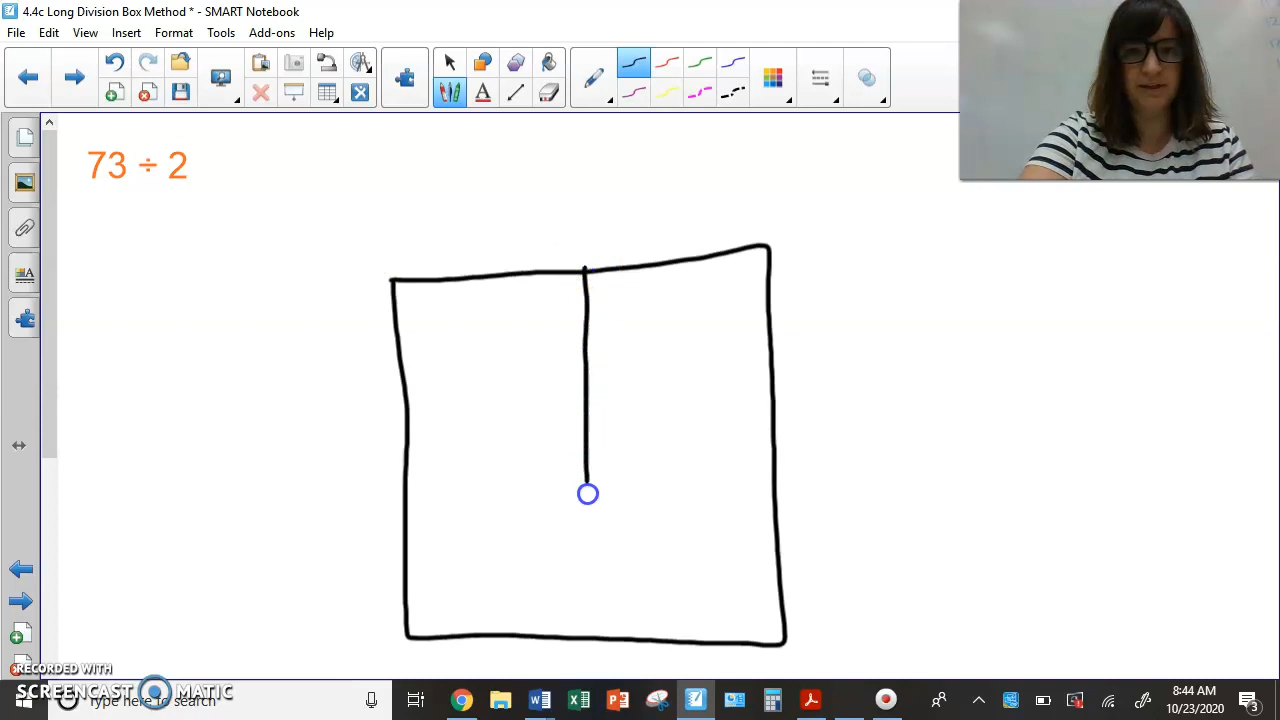 4.4c Long Division Box Method * - SMART Notebook
File Edit View Insert Format Tools Add-ons Help
73 ÷ 2
RECORDED WITH
SCREENCAST MATIC
Type here to search
8:44 AM
10/23/2020
3